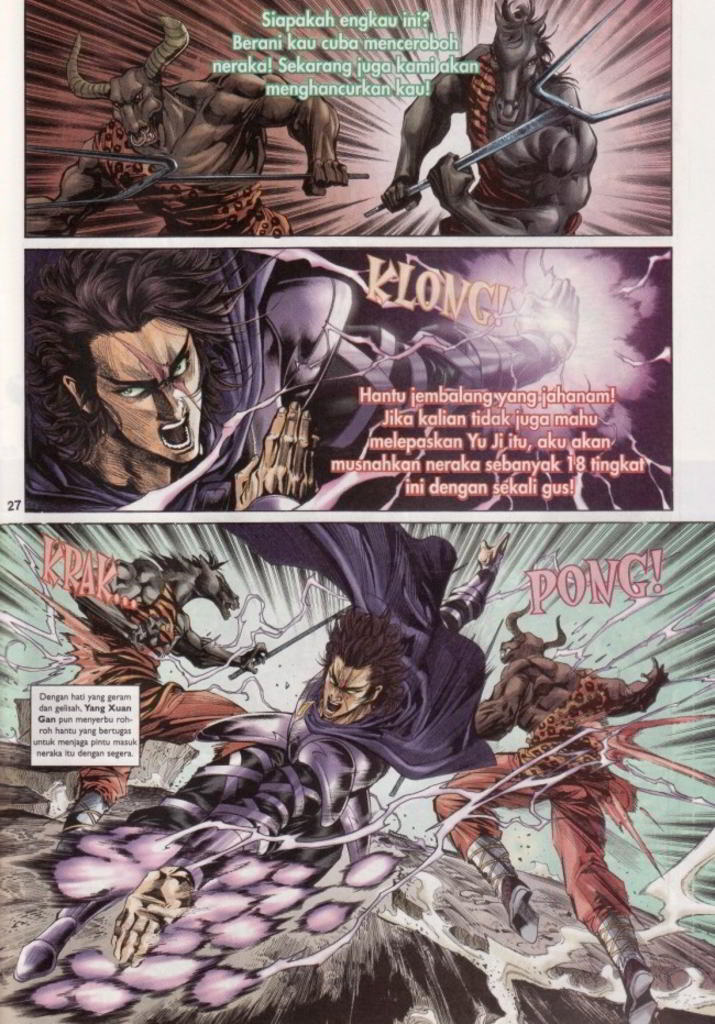 Siapakah engkau ini?
Berani kau cuba menceroboh
neraka! Sekarang juga kami akan
menghancurkan kau!
KLONG!
Hantu jembalang yang jahanam!
Jika kalian tidak juga mahu
melepaskan Yu Ji itu, aku akan
musnahkan neraka sebanyak 18 tingkat
ini dengan sekali gus!
27
KRAK...
PONG!
Dengan hati yang geram
dan gelisah, Yang Xuan
Gan pun menyerbu roh-
roh hantu yang bertugas
untuk menjaga pintu masuk
neraka itu dengan segera.